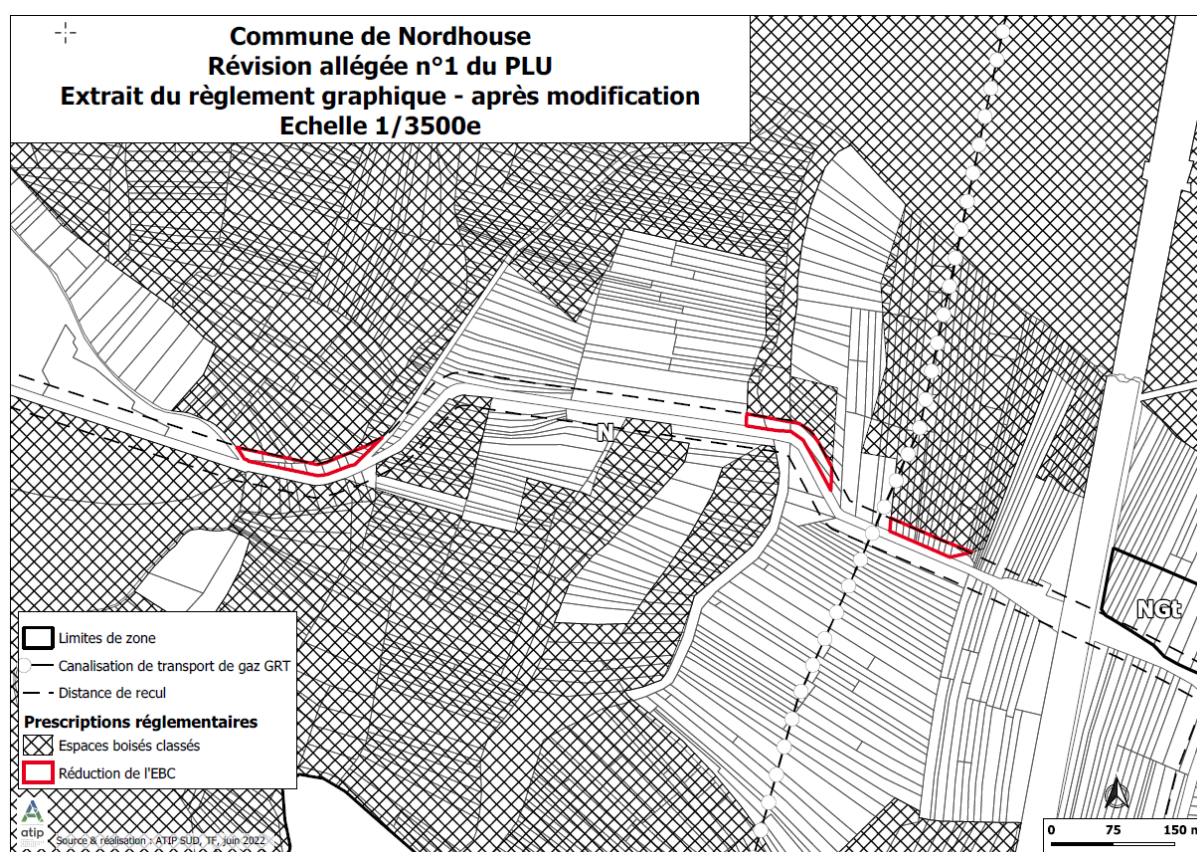 Commune de Nordhouse
Révision allégée n°1 du PLU
Extrait du règlement graphique - après modification
Echelle 1/3500e
N
NGt
Limites de zone
Canalisation de transport de gaz GRT
Distance de recul
Prescriptions réglementaires
Espaces boisés classés
Réduction de l'EBC
atip
Source & réalisation : ATIP SUD, TF, juin 2022
0 75 150 m